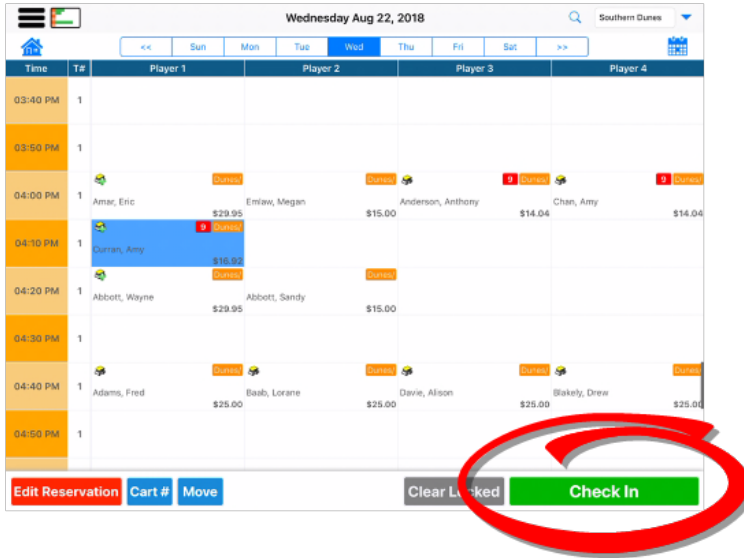 Wednesday Aug 22, 2018
Southern Dunes
<< Sun Mon Tue Wed Thu Fri Sat >>
Time T# Player 1 Player 2 Player 3 Player 4
03:40 PM 1
03:50 PM 1
9 9
Dunes/ Dunes/ Dunes/ Dunes/
04:00 PM 1 Amar, Eric Emlaw, Megan Anderson, Anthony Chan, Amy
$29.95 $15.00 $14.04 $14.04
9 Dunes/
04:10 PM 1 Curran, Amy
$16.92
Dunes/ Dunes/
04:20 PM 1 Abbott, Wayne Abbott, Sandy
$29.95 $15.00
04:30 PM 1
Dunes/ Dunes/ Dunes/ Dunes/
04:40 PM 1 Adams, Fred Baab, Lorane Davie, Alison Blakely, Drew
$25.00 $25.00 $25.00 $25.00
04:50 PM 1
Edit Reservation Cart # Move Clear Locked Check In